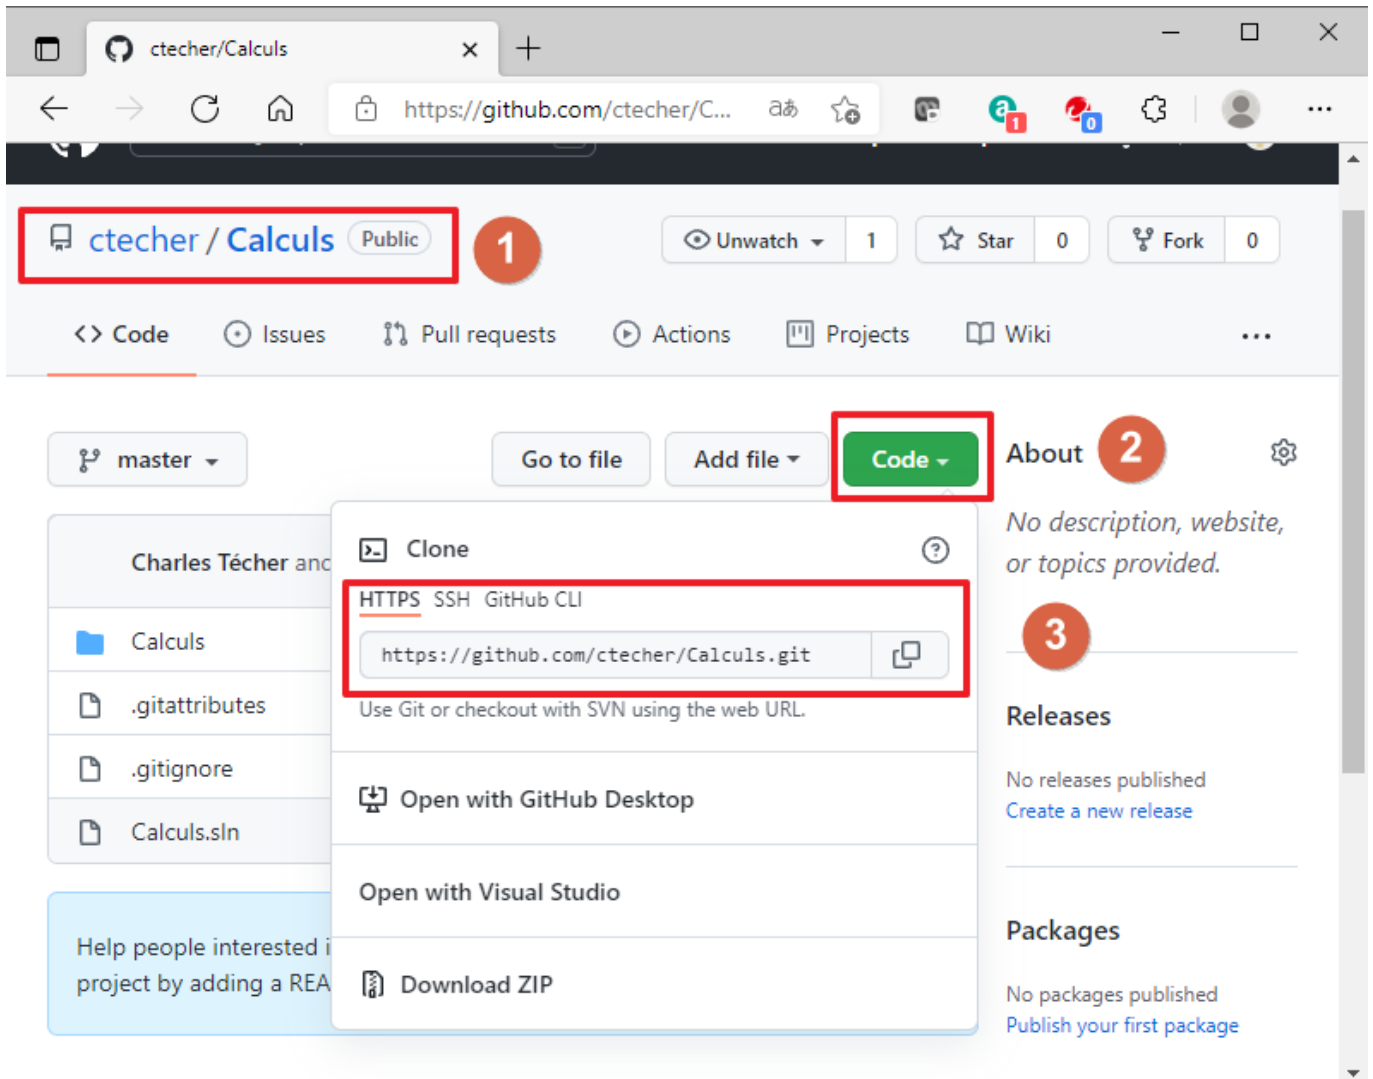 ctecher/Calculs
https://github.com/ctecher/C...
aあ
1
0
ctecher / Calculs Public
1
Unwatch 1
Star 0
Fork 0
Code
Issues
Pull requests
Actions
Projects
Wiki
master
Go to file
Add file
Code
About
2
No description, website,
or topics provided.
Charles Técher and
Clone
HTTPS SSH GitHub CLI
https://github.com/ctecher/Calculs.git
Use Git or checkout with SVN using the web URL.
3
Calculs
.gitattributes
.gitignore
Calculs.sln
Open with GitHub Desktop
Open with Visual Studio
Download ZIP
Releases
No releases published
Create a new release
Help people interested i
project by adding a REA
Packages
No packages published
Publish your first package